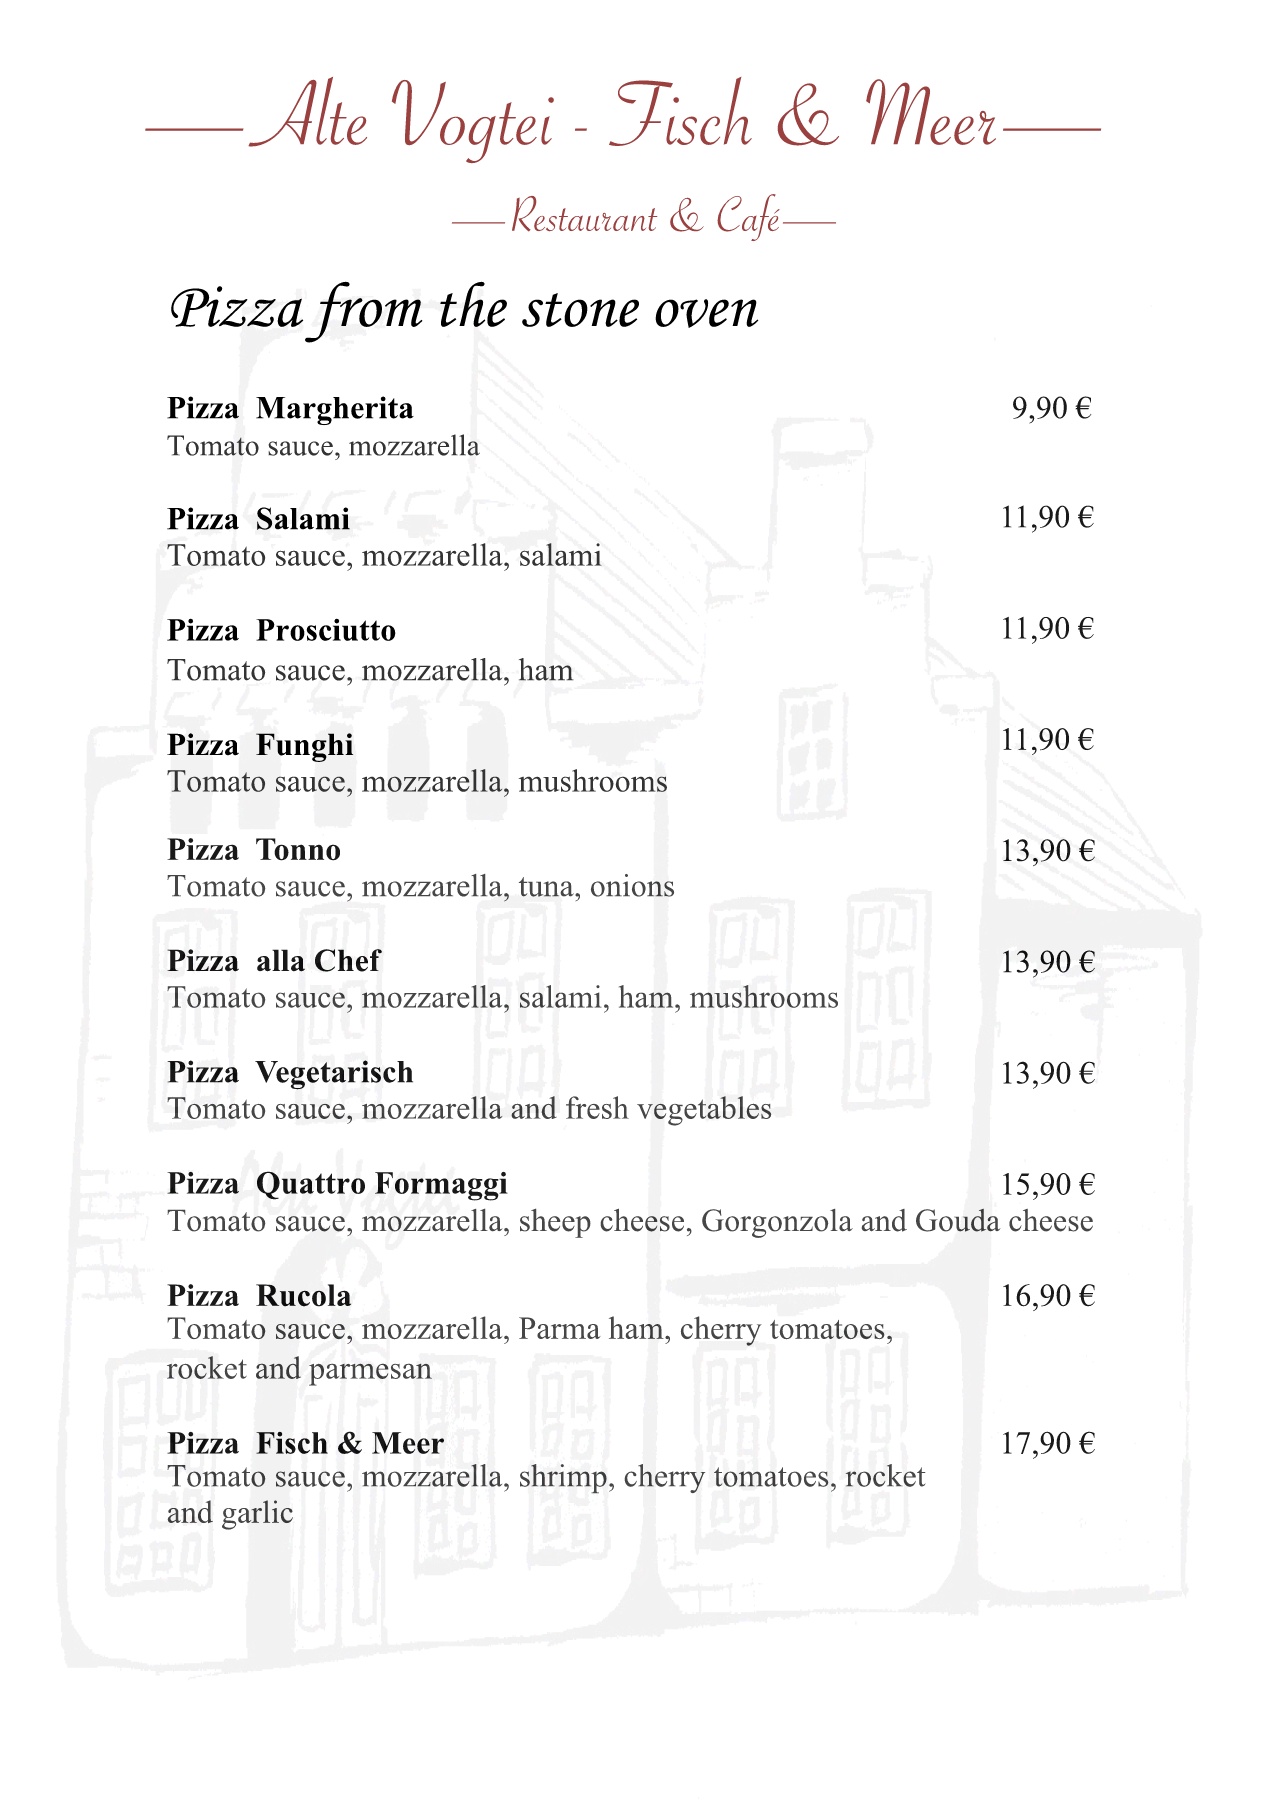 Alte Vogtei - Fisch & Meer
Restaurant & Café
Pizza from the stone oven
Pizza Margherita 9,90 €
Tomato sauce, mozzarella
Pizza Salami 11,90 €
Tomato sauce, mozzarella, salami
Pizza Prosciutto 11,90 €
Tomato sauce, mozzarella, ham
Pizza Funghi 11,90 €
Tomato sauce, mozzarella, mushrooms
Pizza Tonno 13,90 €
Tomato sauce, mozzarella, tuna, onions
Pizza alla Chef 13,90 €
Tomato sauce, mozzarella, salami, ham, mushrooms
Pizza Vegetarisch 13,90 €
Tomato sauce, mozzarella and fresh vegetables
Alte Vogtei
Pizza Quattro Formaggi 15,90 €
Tomato sauce, mozzarella, sheep cheese, Gorgonzola and Gouda cheese
Pizza Rucola 16,90 €
Tomato sauce, mozzarella, Parma ham, cherry tomatoes,
rocket and parmesan
Pizza Fisch & Meer 17,90 €
Tomato sauce, mozzarella, shrimp, cherry tomatoes, rocket
and garlic